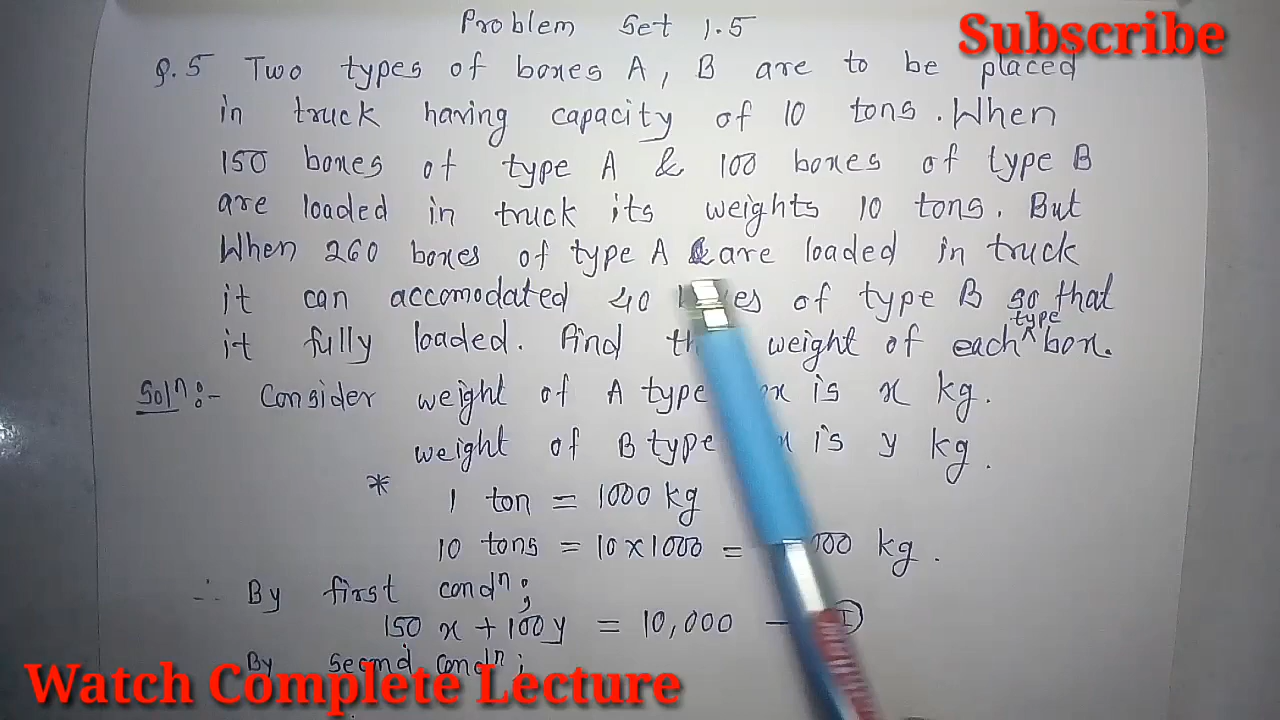 Problem Set 1.5
Subscribe
Q.5 Two types of boxes A, B are to be placed
in truck having capacity of 10 tons. When
150 boxes of type A & 100 boxes of type B
are loaded in truck its weights 10 tons. But
When 260 boxes of type A are loaded in truck
it can accomodated 40 of type B so that
it fully loaded. Find weight of each type box.
Solⁿ:- Consider weight of A type is x kg.
weight of B type is y kg.
* 1 ton = 1000 kg
10 tons = 10 x 1000 = kg.
∴ By first condⁿ;
150 x + 100y = 10,000 — I
By second condⁿ;
Watch Complete Lecture